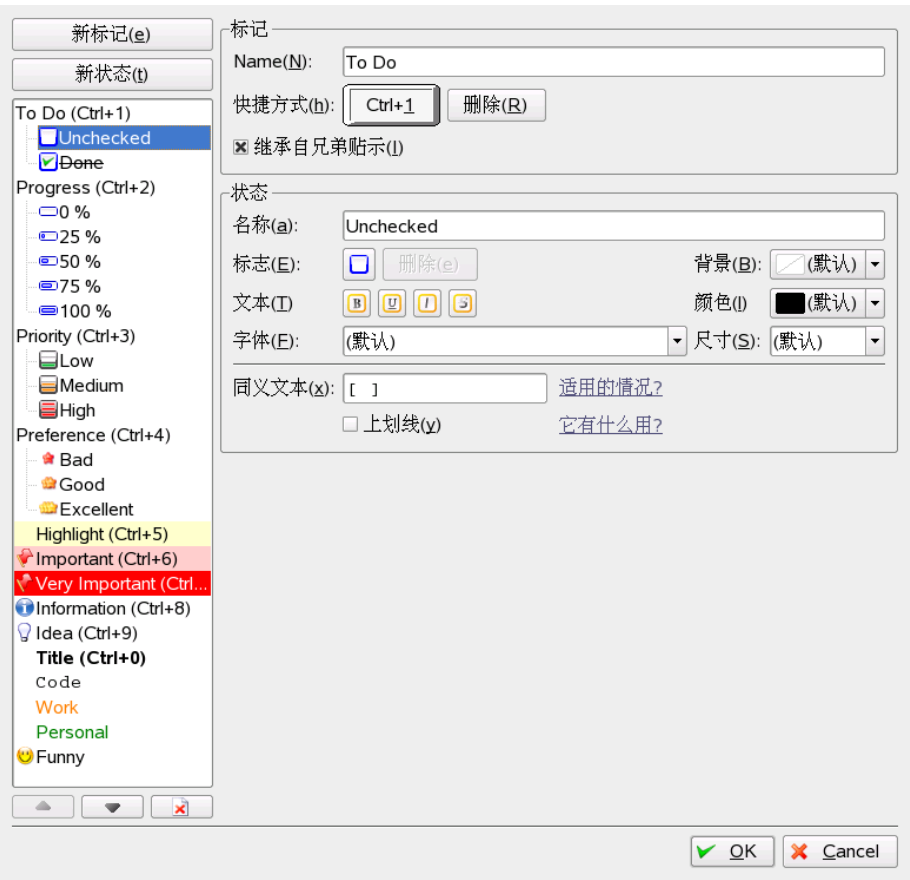 新标记(e)
新状态(t)
To Do (Ctrl+1)
Unchecked
Done
Progress (Ctrl+2)
0 %
25 %
50 %
75 %
100 %
Priority (Ctrl+3)
Low
Medium
High
Preference (Ctrl+4)
Bad
Good
Excellent
Highlight (Ctrl+5)
Important (Ctrl+6)
Very Important (Ctrl...
Information (Ctrl+8)
Idea (Ctrl+9)
Title (Ctrl+0)
Code
Work
Personal
Funny
标记
Name(N): To Do
快捷方式(h): Ctrl+1 删除(R)
继承自兄弟贴示(I)
状态
名称(a): Unchecked
标志(E): 删除(e) 背景(B): (默认)
文本(T) B U I S 颜色(l) (默认)
字体(F): (默认) 尺寸(S): (默认)
同义文本(x): [ ] 适用的情况?
上划线(y) 它有什么用?
OK Cancel